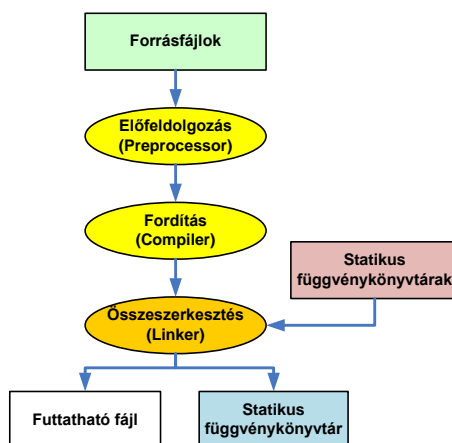 Forrásfájlok
Előfeldolgozás
(Preprocessor)
Fordítás
(Compiler)
Statikus
függvénykönyvtárak
Összeszerkesztés
(Linker)
Futtatható fájl
Statikus
függvénykönyvtár